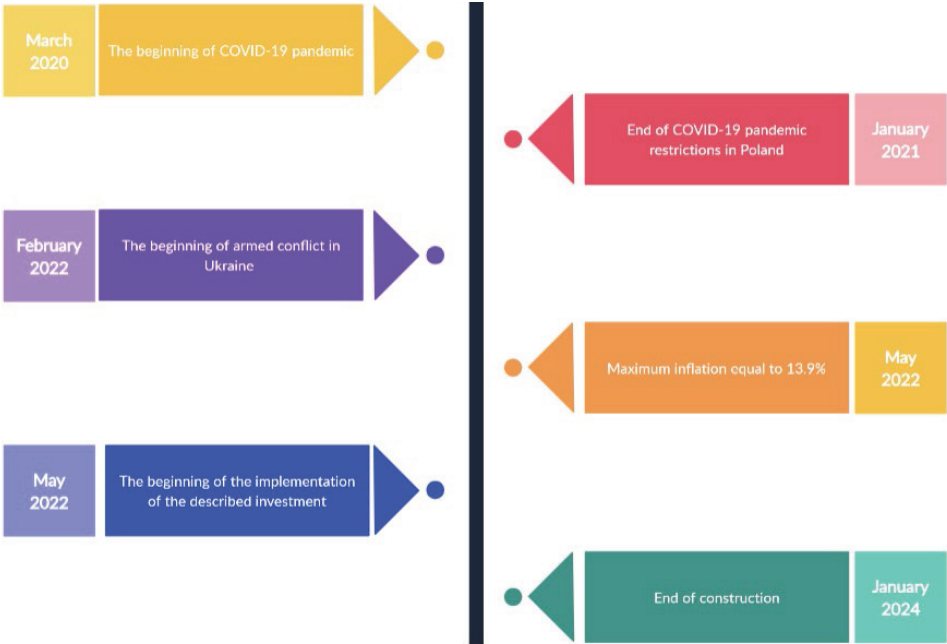 March
2020
The beginning of COVID-19 pandemic
End of COVID-19 pandemic
restrictions in Poland
January
2021
February
2022
The beginning of armed conflict in
Ukraine
Maximum inflation equal to 13.9%
May
2022
May
2022
The beginning of the implementation
of the described investment
End of construction
January
2024